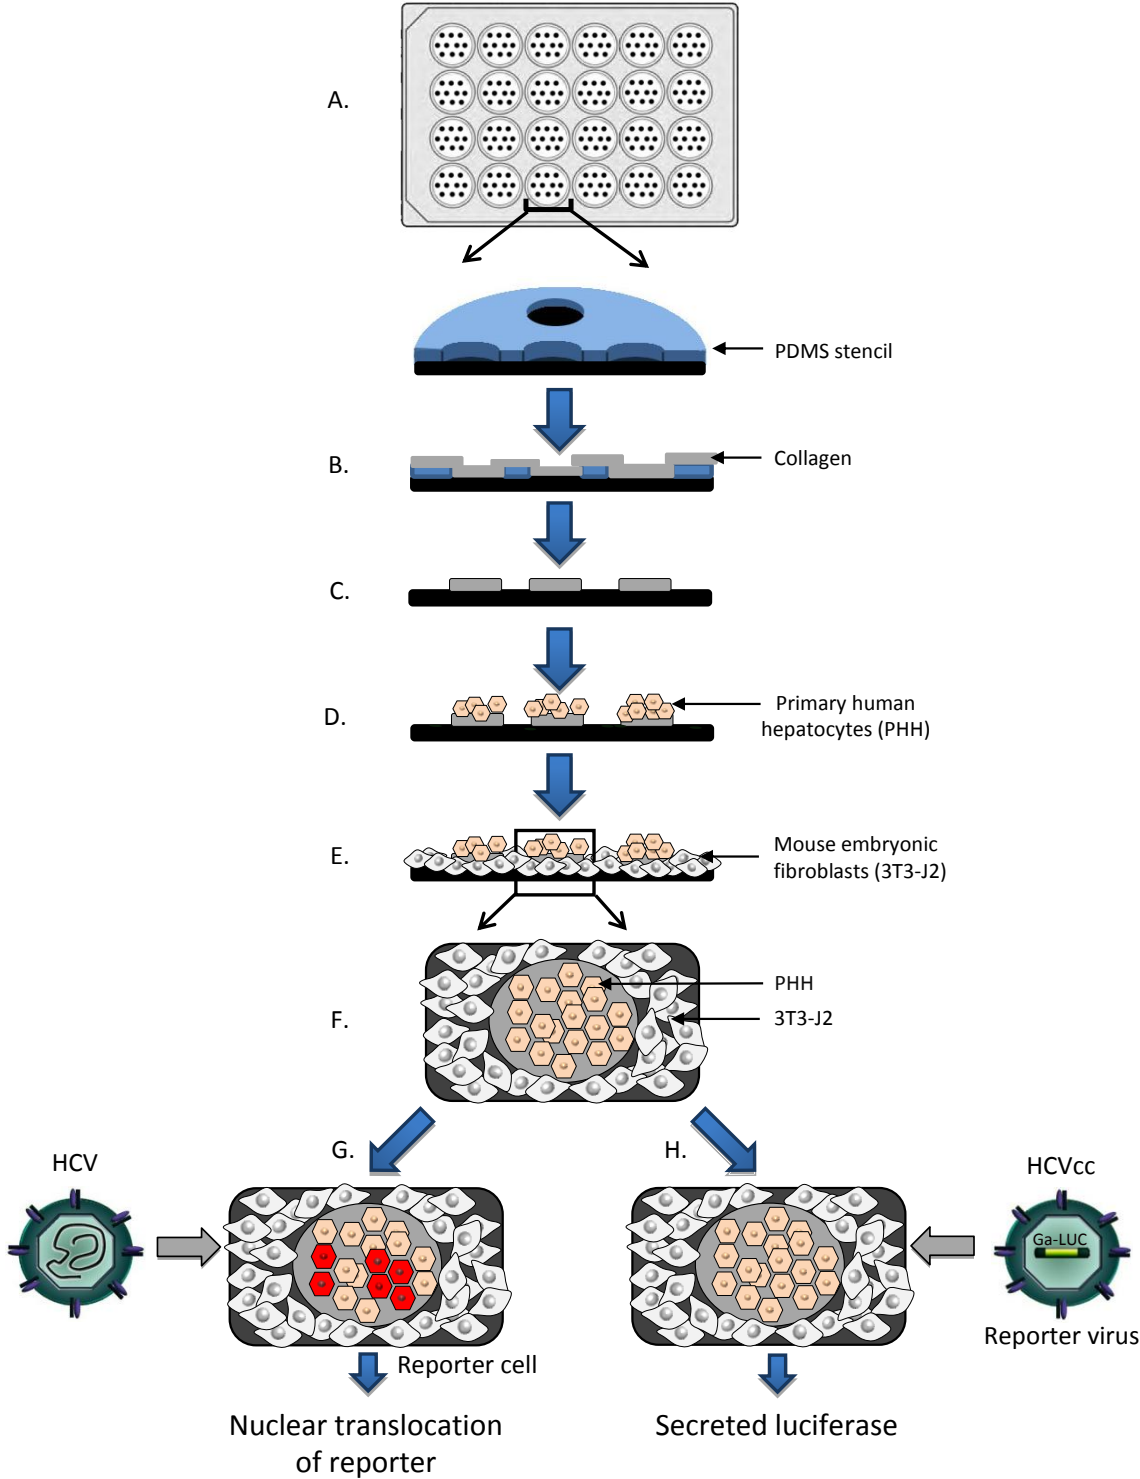 A.
PDMS stencil
B.
Collagen
C.
D.
Primary human
hepatocytes (PHH)
E.
Mouse embryonic
fibroblasts (3T3-J2)
F.
PHH
3T3-J2
G.
H.
HCV
HCVcc
Ga-LUC
Reporter virus
Reporter cell
Nuclear translocation
of reporter
Secreted luciferase